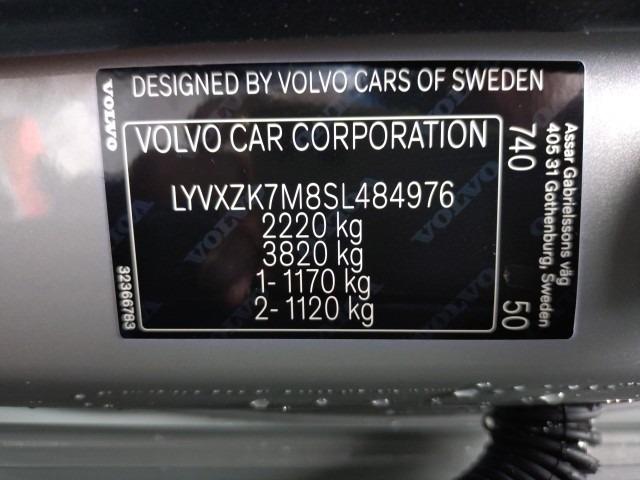 DESIGNED BY VOLVO CARS OF SWEDEN
VOLVO
VOLVO CAR CORPORATION
LYVXZK7M8SL484976
2220 kg
3820 kg
1- 1170 kg
2- 1120 kg
32366783
740
50
Assar Gabrielssons väg
405 31 Gothenburg, Sweden